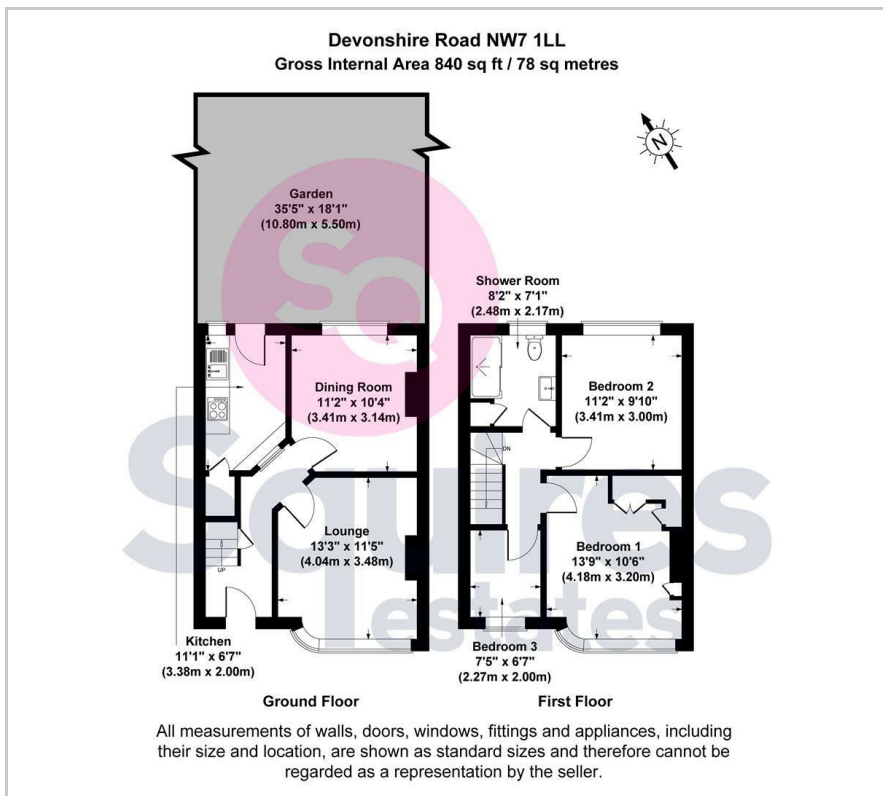 Devonshire Road NW7 1LL
Gross Internal Area 840 sq ft / 78 sq metres
N
Garden
35'5" x 18'1"
(10.80m x 5.50m)
SQ
Shower Room
8'2" x 7'1"
(2.48m x 2.17m)
Dining Room
11'2" x 10'4"
(3.41m x 3.14m)
Bedroom 2
11'2" x 9'10"
(3.41m x 3.00m)
DN
Squires
estates
Lounge
13'3" x 11'5"
(4.04m x 3.48m)
Bedroom 1
13'9" x 10'6"
(4.18m x 3.20m)
UP
Kitchen
11'1" x 6'7"
(3.38m x 2.00m)
Bedroom 3
7'5" x 6'7"
(2.27m x 2.00m)
Ground Floor
First Floor
All measurements of walls, doors, windows, fittings and appliances, including
their size and location, are shown as standard sizes and therefore cannot be
regarded as a representation by the seller.